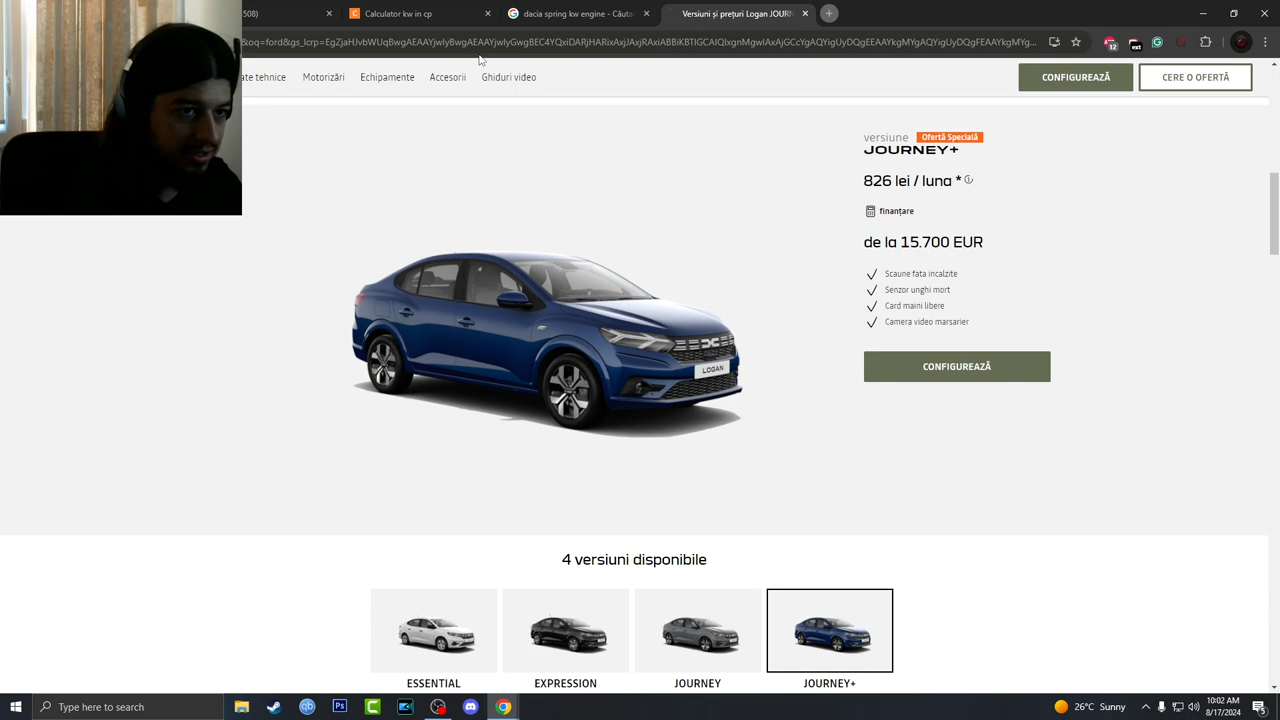 508)
Calculator kw in cp
dacia spring kw engine - Căuta
Versiuni și prețuri Logan JOURN
12
ate tehnice Motorizări Echipamente Accesorii Ghiduri video
CONFIGUREAZĂ
CERE O OFERTĂ
versiune Ofertă Specială
JOURNEY+
826 lei / luna *
finanțare
de la 15.700 EUR
Scaune fata incalzite
Senzor unghi mort
Card maini libere
Camera video marsarier
CONFIGUREAZĂ
LOGAN
4 versiuni disponibile
ESSENTIAL EXPRESSION JOURNEY JOURNEY+
Type here to search
26°C Sunny
10:02 AM
8/17/2024